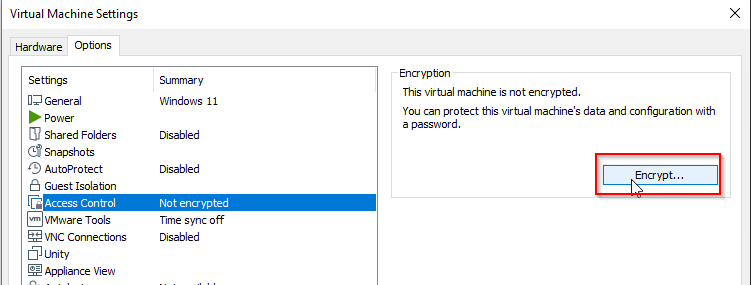 Virtual Machine Settings
Hardware Options
Settings Summary
General Windows 11
Power
Shared Folders Disabled
Snapshots
AutoProtect Disabled
Guest Isolation
Access Control Not encrypted
vm VMware Tools Time sync off
VNC Connections Disabled
Unity
Appliance View
Encryption
This virtual machine is not encrypted.
You can protect this virtual machine's data and configuration with
a password.
Encrypt...